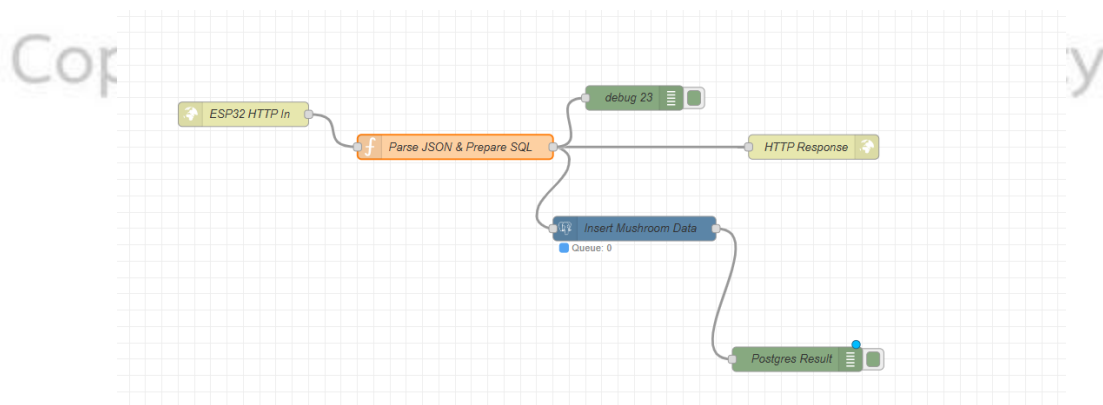 Cop
y
debug 23
ESP32 HTTP In
f
Parse JSON & Prepare SQL
HTTP Response
Insert Mushroom Data
Queue: 0
Postgres Result